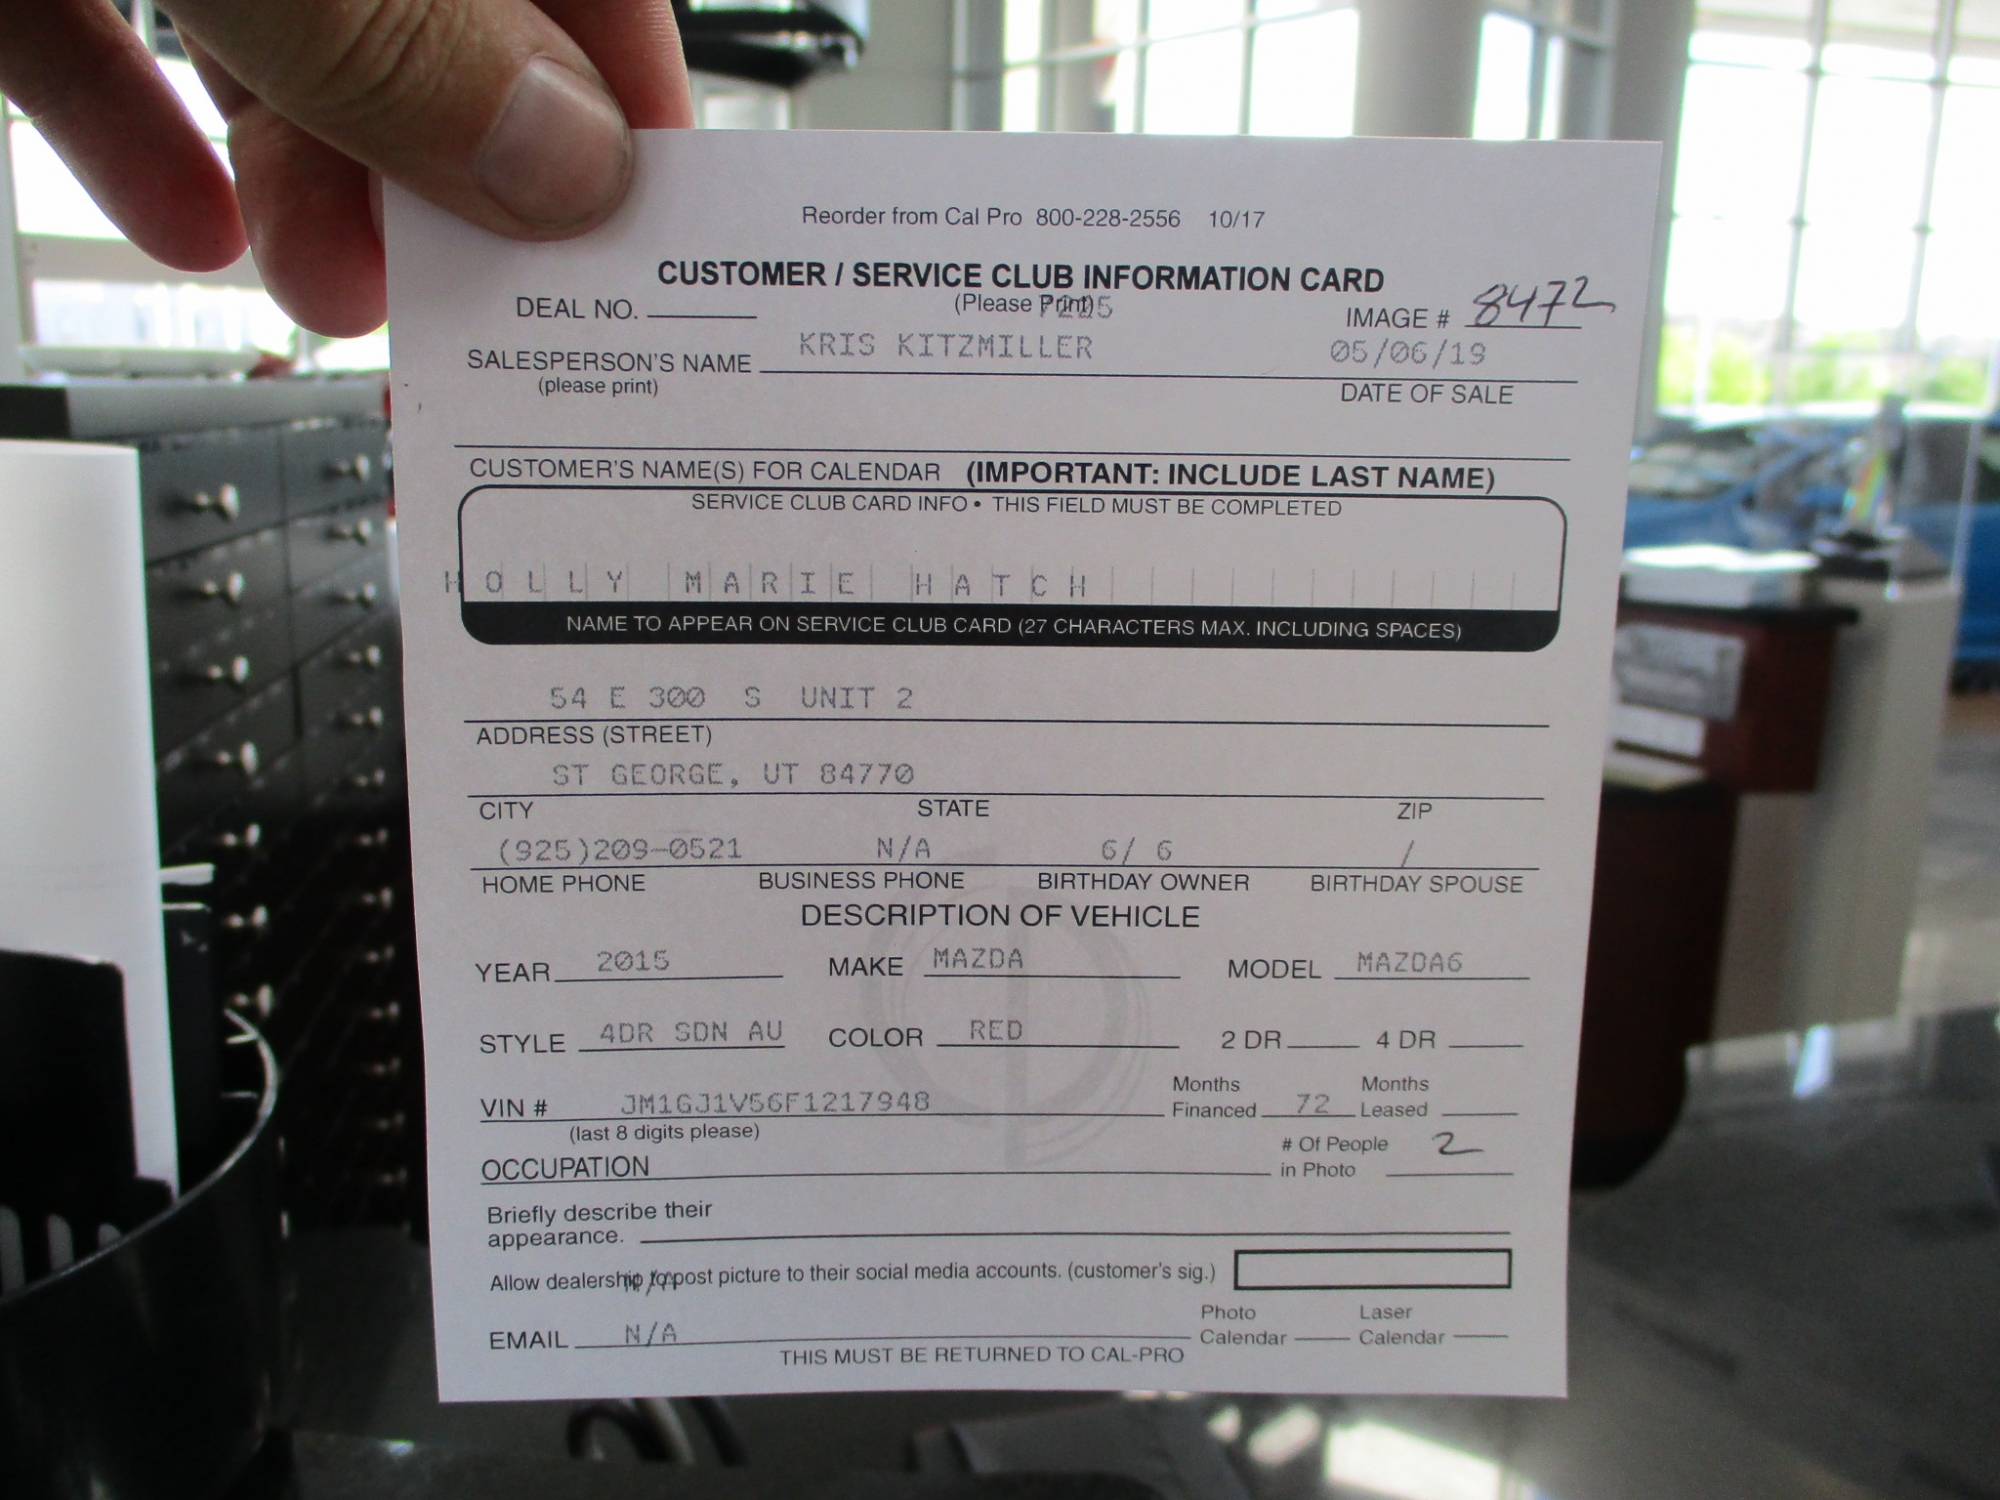 Reorder from Cal Pro 800-228-2556 10/17
CUSTOMER / SERVICE CLUB INFORMATION CARD
DEAL NO. (Please Print) IMAGE # 8472
SALESPERSON'S NAME KRIS KITZMILLER 05/06/19
(please print) DATE OF SALE
CUSTOMER'S NAME(S) FOR CALENDAR (IMPORTANT: INCLUDE LAST NAME)
SERVICE CLUB CARD INFO • THIS FIELD MUST BE COMPLETED
HOLLY MARIE HATCH
NAME TO APPEAR ON SERVICE CLUB CARD (27 CHARACTERS MAX. INCLUDING SPACES)
54 E 300 S UNIT 2
ADDRESS (STREET)
ST GEORGE, UT 84770
CITY STATE ZIP
(925)209-0521 N/A 6/ 6 /
HOME PHONE BUSINESS PHONE BIRTHDAY OWNER BIRTHDAY SPOUSE
DESCRIPTION OF VEHICLE
YEAR 2015 MAKE MAZDA MODEL MAZDA6
STYLE 4DR SDN AU COLOR RED 2 DR 4 DR
VIN # JM1GJ1V56F1217948 Months Financed 72 Months Leased
(last 8 digits please)
OCCUPATION # Of People in Photo 2
Briefly describe their
appearance.
Allow dealership to post picture to their social media accounts. (customer's sig.)
EMAIL N/A Photo Calendar Laser Calendar
THIS MUST BE RETURNED TO CAL-PRO